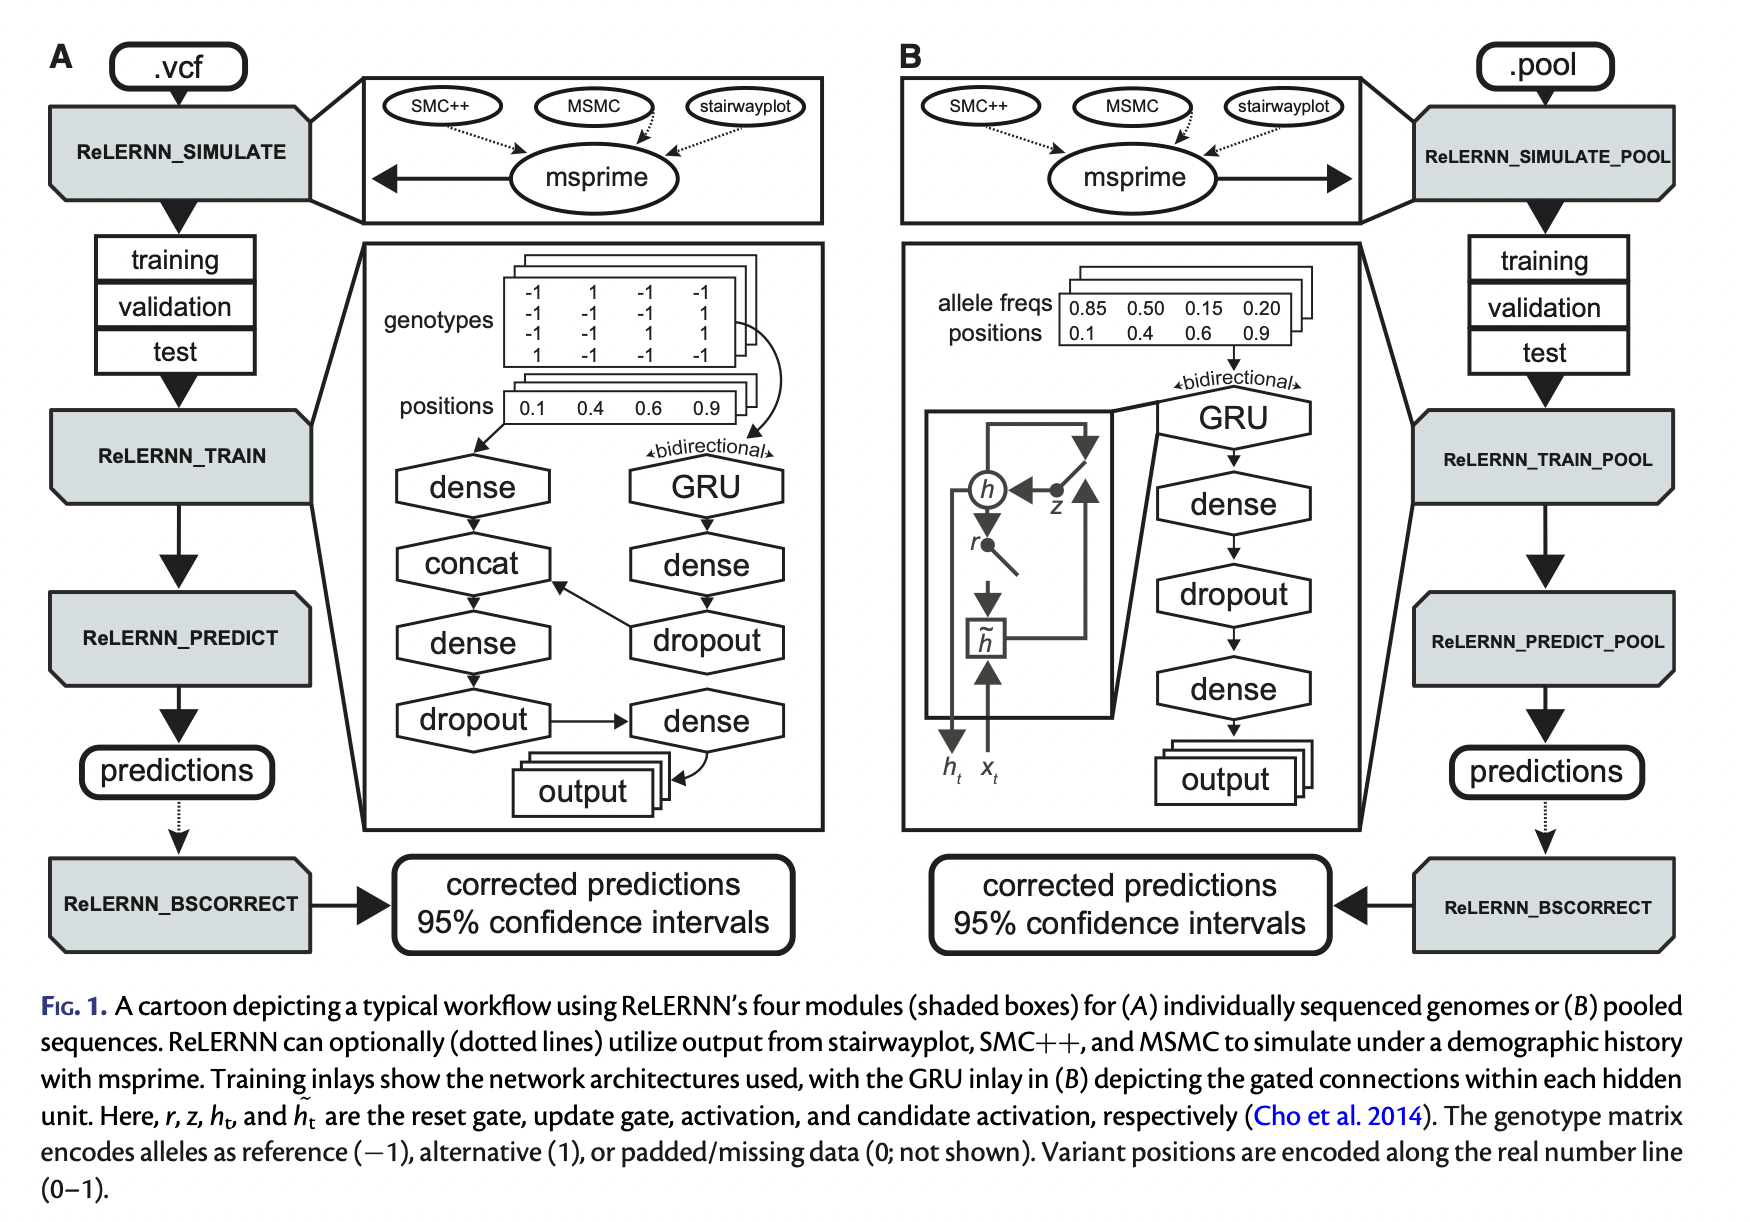 A
.vcf
ReLERNN_SIMULATE
SMC++ MSMC stairwayplot
msprime
training
validation
test
genotypes
-1 1 -1 -1
-1 -1 -1 1
-1 -1 1 1
1 -1 -1 -1
positions 0.1 0.4 0.6 0.9
bidirectional
dense GRU
concat dense
dense dropout
dropout dense
output
ReLERNN_TRAIN
ReLERNN_PREDICT
predictions
ReLERNN_BSCORRECT
corrected predictions
95% confidence intervals
B
.pool
ReLERNN_SIMULATE_POOL
SMC++ MSMC stairwayplot
msprime
training
validation
test
allele freqs 0.85 0.50 0.15 0.20
positions 0.1 0.4 0.6 0.9
bidirectional
GRU
dense
dropout
dense
output
h
z
r
h̃
hₜ xₜ
ReLERNN_TRAIN_POOL
ReLERNN_PREDICT_POOL
predictions
ReLERNN_BSCORRECT
corrected predictions
95% confidence intervals
FIG. 1. A cartoon depicting a typical workflow using ReLERNN’s four modules (shaded boxes) for (A) individually sequenced genomes or (B) pooled
sequences. ReLERNN can optionally (dotted lines) utilize output from stairwayplot, SMC++, and MSMC to simulate under a demographic history
with msprime. Training inlays show the network architectures used, with the GRU inlay in (B) depicting the gated connections within each hidden
unit. Here, r, z, hₜ, and h̃ₜ are the reset gate, update gate, activation, and candidate activation, respectively (Cho et al. 2014). The genotype matrix
encodes alleles as reference (−1), alternative (1), or padded/missing data (0; not shown). Variant positions are encoded along the real number line
(0–1).